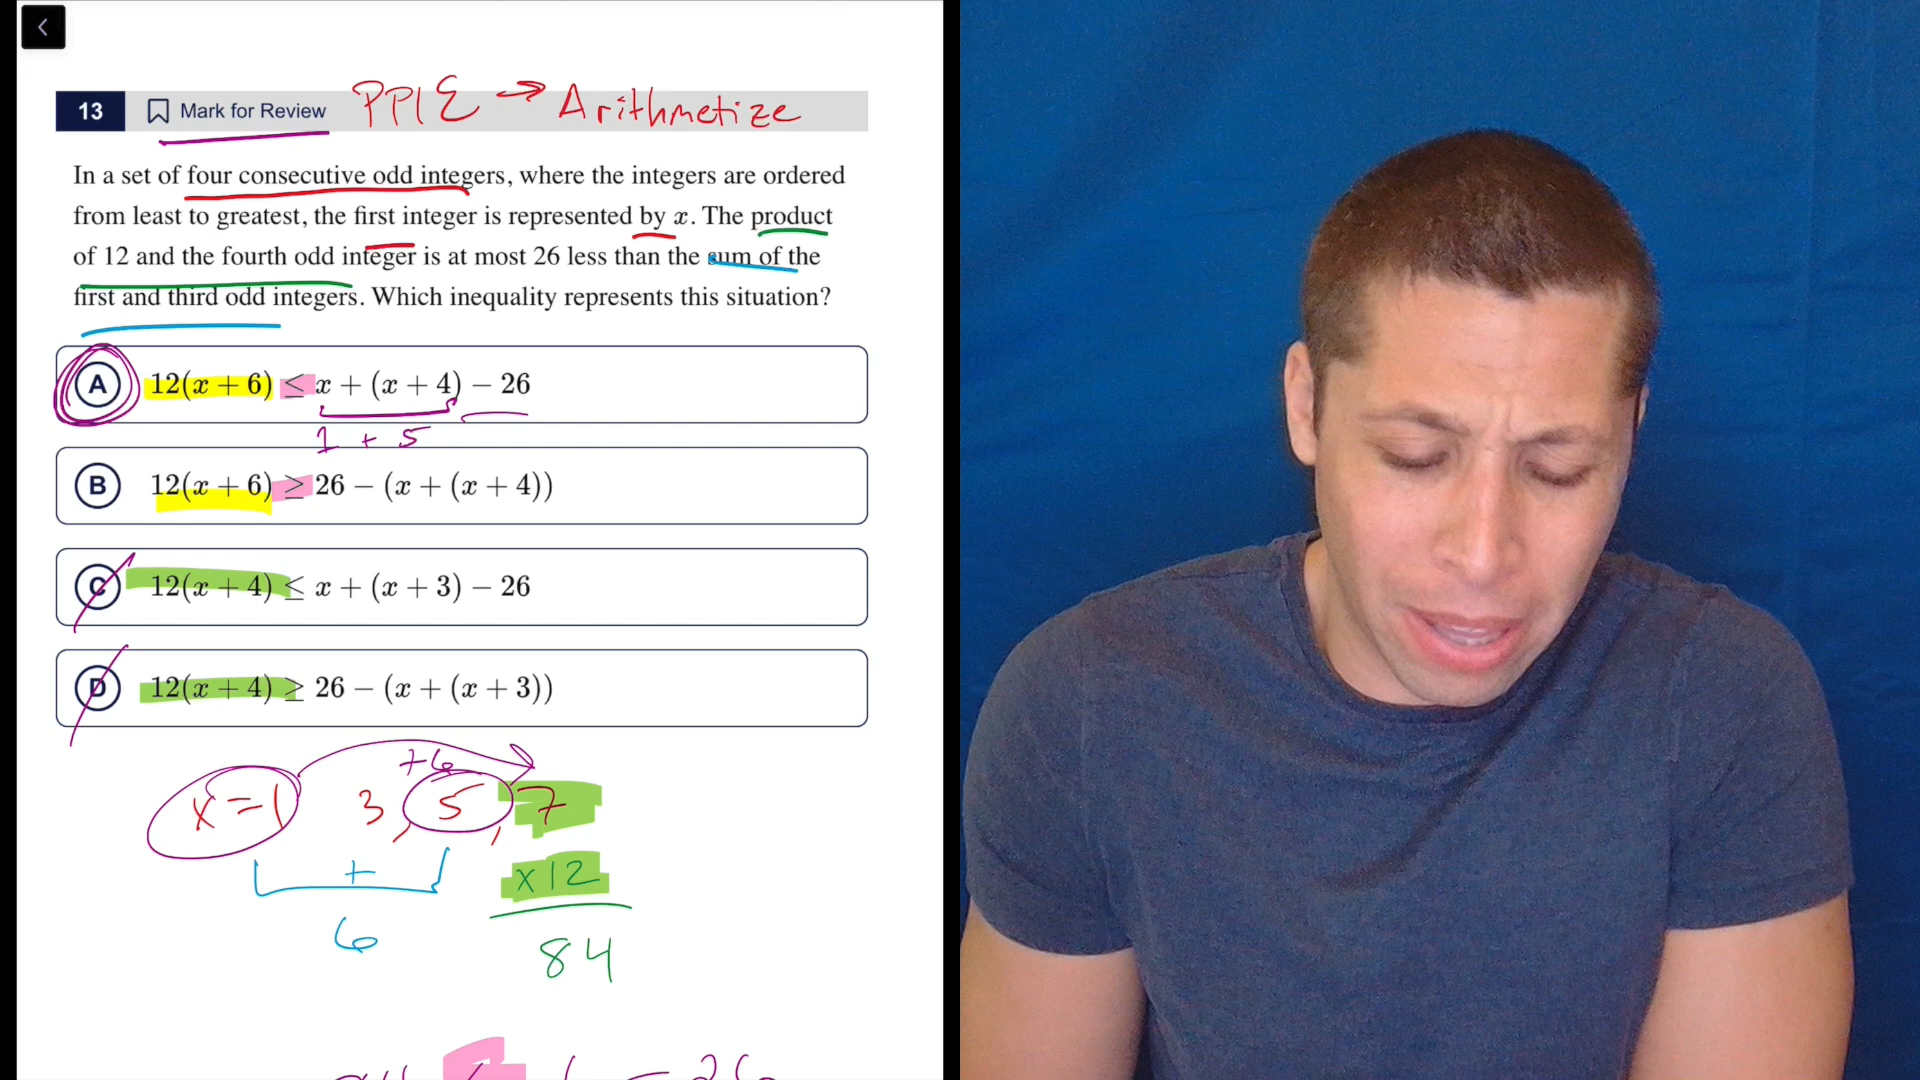 13 Mark for Review PPIE → Arithmetize
In a set of four consecutive odd integers, where the integers are ordered
from least to greatest, the first integer is represented by x. The product
of 12 and the fourth odd integer is at most 26 less than the sum of the
first and third odd integers. Which inequality represents this situation?
A 12(x + 6) ≤ x + (x + 4) − 26
1 + 5
B 12(x + 6) ≥ 26 − (x + (x + 4))
C 12(x + 4) ≤ x + (x + 3) − 26
D 12(x + 4) ≥ 26 − (x + (x + 3))
+6
x = 1 3, 5, 7
+ x12
6 84